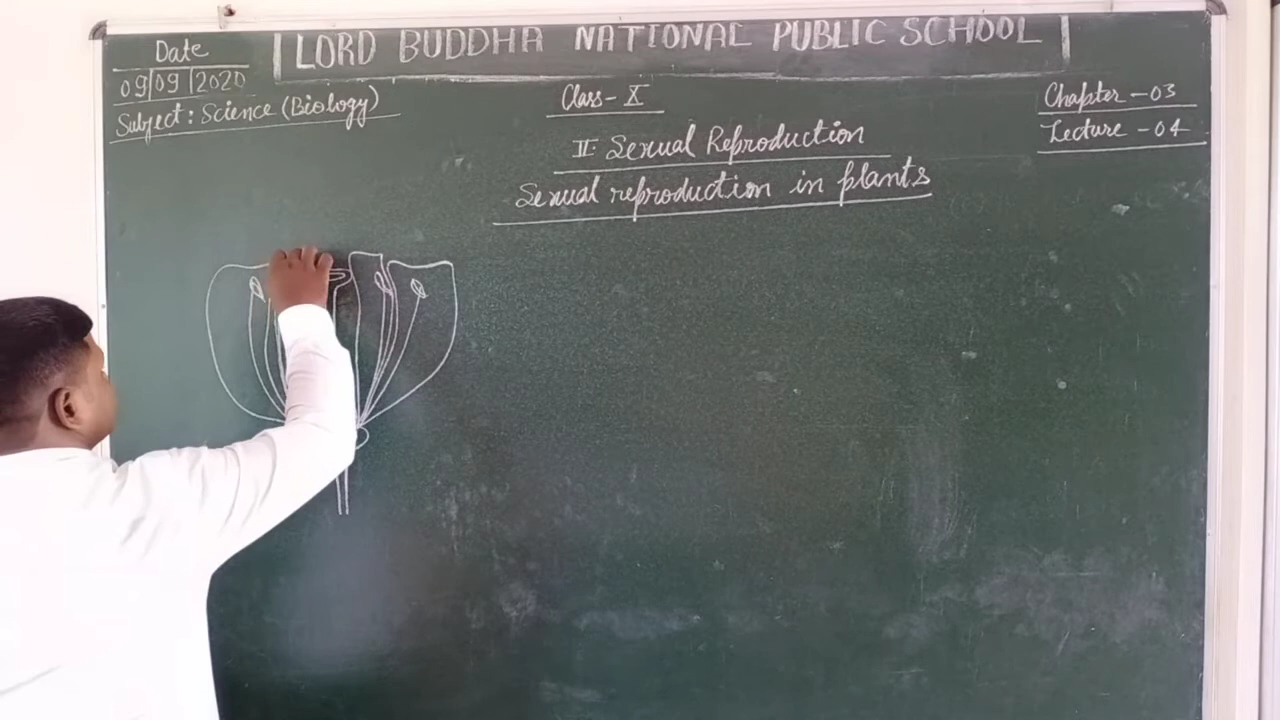 LORD BUDDHA NATIONAL PUBLIC SCHOOL
Date
09/09/2020
Subject: Science (Biology)
Class - X
Chapter - 03
Lecture - 04
II. Sexual Reproduction
Sexual reproduction in plants